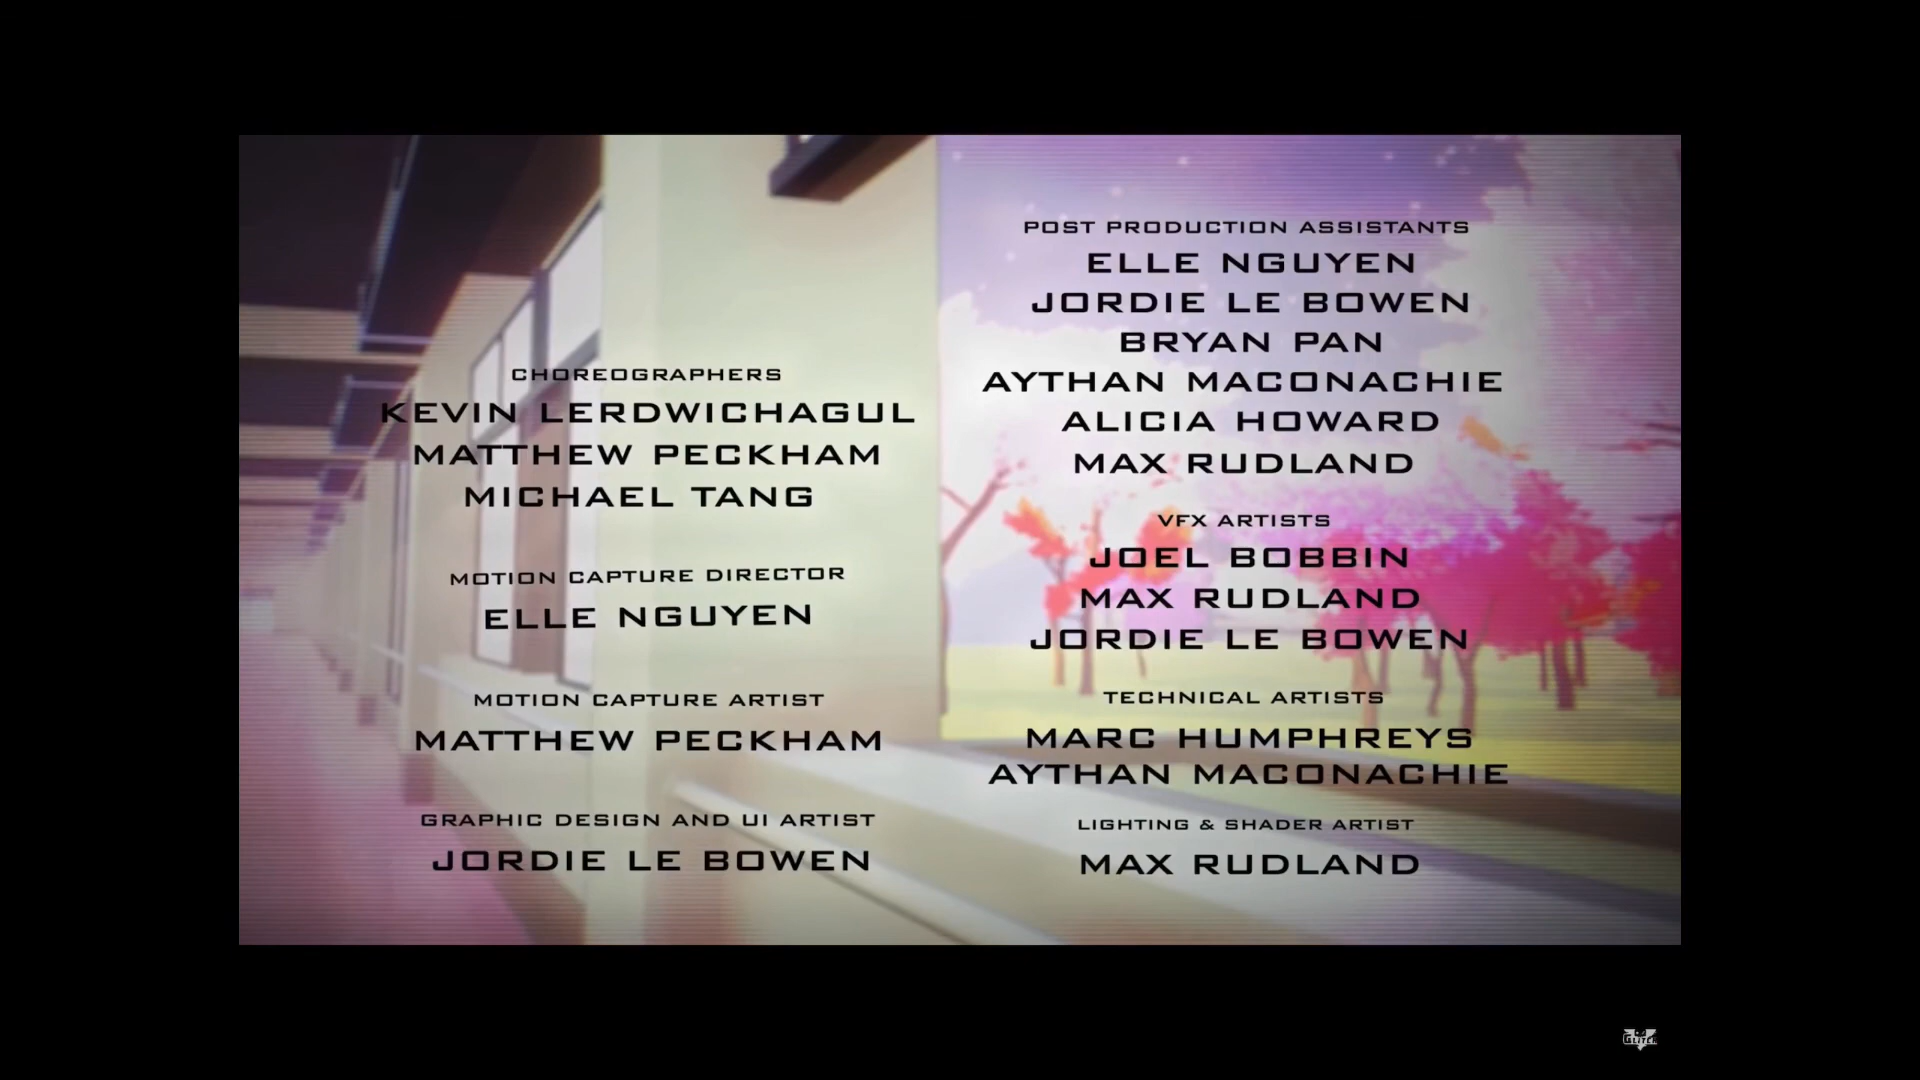 CHOREOGRAPHERS
KEVIN LERDWICHAGUL
MATTHEW PECKHAM
MICHAEL TANG
MOTION CAPTURE DIRECTOR
ELLE NGUYEN
MOTION CAPTURE ARTIST
MATTHEW PECKHAM
GRAPHIC DESIGN AND UI ARTIST
JORDIE LE BOWEN
POST PRODUCTION ASSISTANTS
ELLE NGUYEN
JORDIE LE BOWEN
BRYAN PAN
AYTHAN MACONACHIE
ALICIA HOWARD
MAX RUDLAND
VFX ARTISTS
JOEL BOBBIN
MAX RUDLAND
JORDIE LE BOWEN
TECHNICAL ARTISTS
MARC HUMPHREYS
AYTHAN MACONACHIE
LIGHTING & SHADER ARTIST
MAX RUDLAND
GLITCH